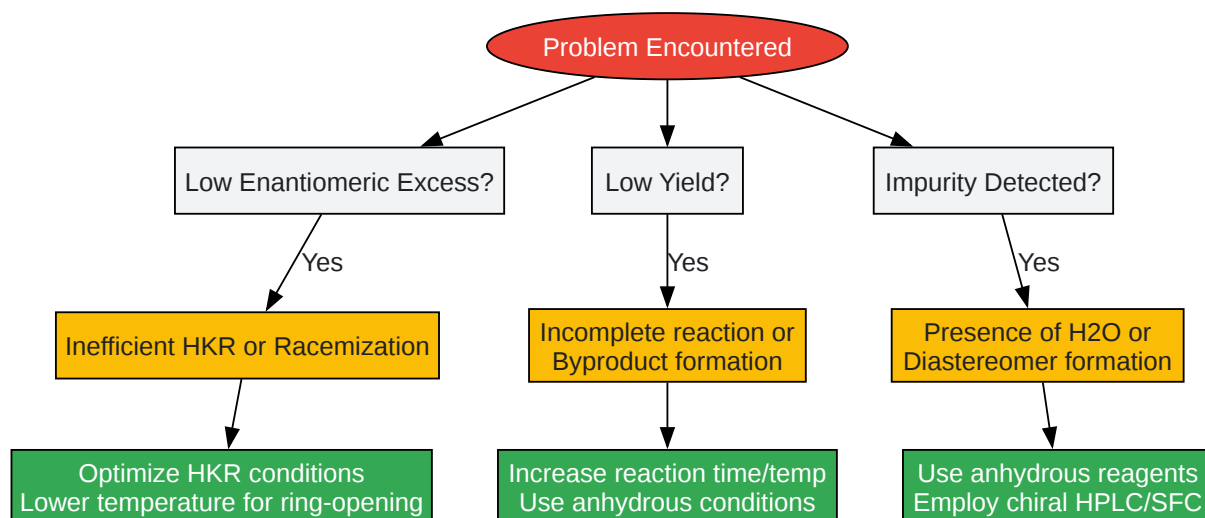 Problem Encountered
Low Enantiomeric Excess?
Low Yield?
Impurity Detected?
Yes
Yes
Yes
Inefficient HKR or Racemization
Incomplete reaction or
Byproduct formation
Presence of H2O or
Diastereomer formation
Optimize HKR conditions
Lower temperature for ring-opening
Increase reaction time/temp
Use anhydrous conditions
Use anhydrous reagents
Employ chiral HPLC/SFC